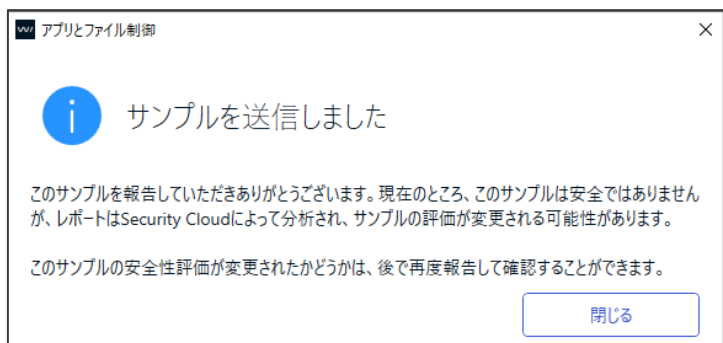 W/ アプリとファイル制御
サンプルを送信しました
このサンプルを報告していただきありがとうございます。現在のところ、このサンプルは安全ではありません
が、レポートはSecurity Cloudによって分析され、サンプルの評価が変更される可能性があります。
このサンプルの安全性評価が変更されたかどうかは、後で再度報告して確認することができます。
閉じる